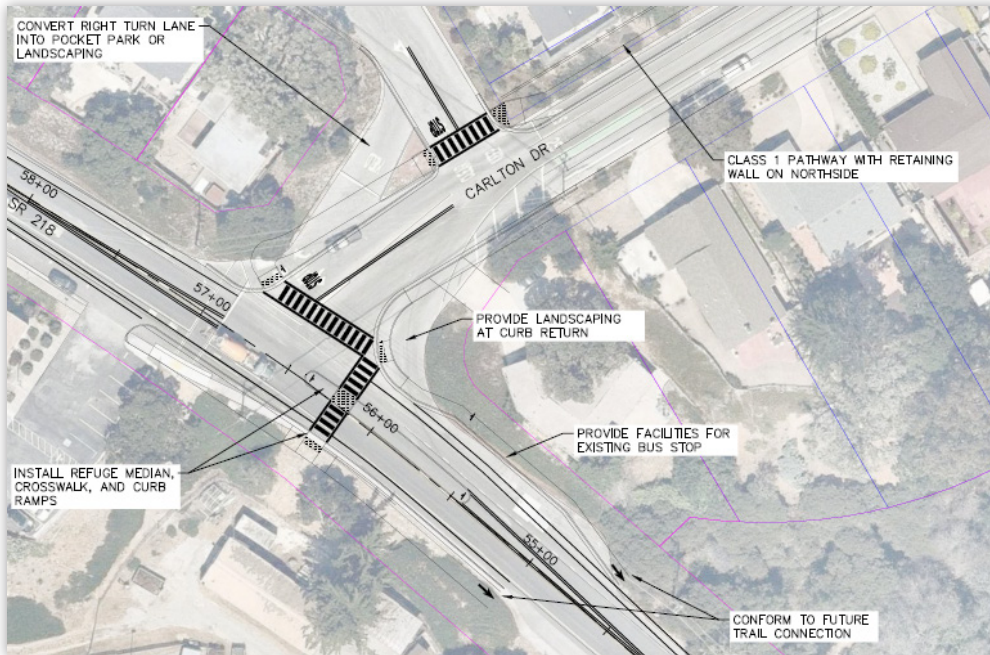 CONVERT RIGHT TURN LANE
INTO POCKET PARK OR
LANDSCAPING
STOP
CARLTON DR
CLASS 1 PATHWAY WITH RETAINING
WALL ON NORTHSIDE
58+00
SR 218
57+00
STOP
PROVIDE LANDSCAPING
AT CURB RETURN
56+00
PROVIDE FACILITIES FOR
EXISTING BUS STOP
INSTALL REFUGE MEDIAN,
CROSSWALK, AND CURB
RAMPS
55+00
CONFORM TO FUTURE
TRAIL CONNECTION